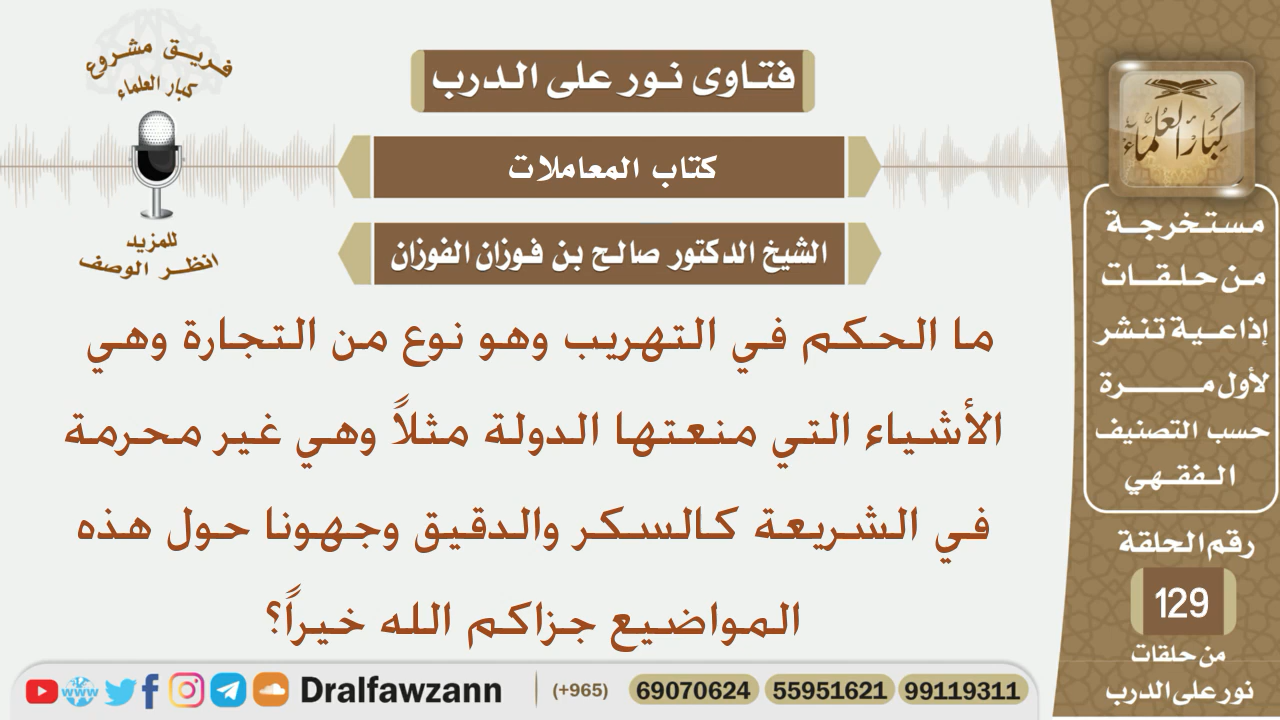 فريق مشروع
كبار العلماء
للمزيد
انظر الوصف
فتاوى نور على الدرب
كتاب المعاملات
الشيخ الدكتور صالح بن فوزان الفوزان
ما الحكم في التهريب وهو نوع من التجارة وهي
الأشياء التي منعتها الدولة مثلاً وهي غير محرمة
في الشريعة كالسكر والدقيق وجهونا حول هذه
المواضيع جزاكم الله خيراً؟
كبار العلماء
مستخرجة
من حلقات
إذاعية تنشر
لأول مرة
حسب التصنيف
الفقهي
رقم الحلقة
129
من حلقات
نور على الدرب
www Dralfawzann (+965) 69070624 55951621 99119311